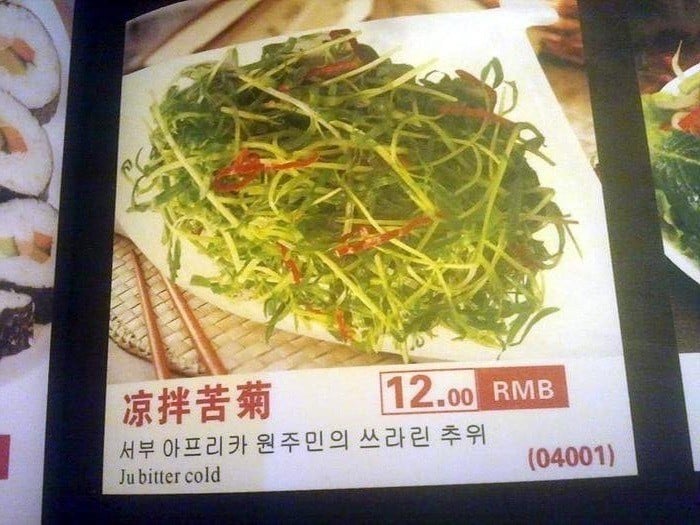 凉拌苦菊
12.00 RMB
서부 아프리카 원주민의 쓰라린 추위
Ju bitter cold
(04001)